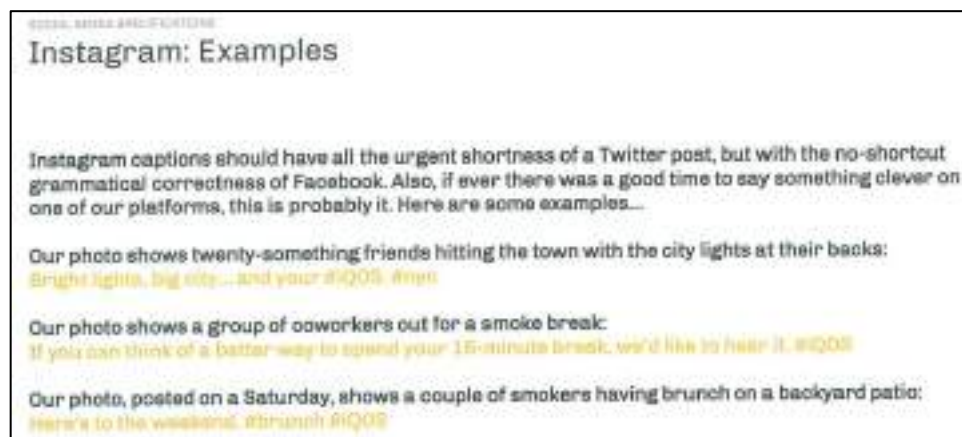 SOCIAL MEDIA SPECIFICATIONS
Instagram: Examples
Instagram captions should have all the urgent shortness of a Twitter post, but with the no-shortcut
grammatical correctness of Facebook. Also, if ever there was a good time to say something clever on
one of our platforms, this is probably it. Here are some examples...
Our photo shows twenty-something friends hitting the town with the city lights at their backs:
Bright lights, big city... and your #IQOS.
Our photo shows a group of coworkers out for a smoke break:
If you can think of a better way to spend your 15-minute break, we'd like to hear it. #IQOS
Our photo, posted on a Saturday, shows a couple of smokers having brunch on a backyard patio:
Here's to the weekend. #brunch #IQOS